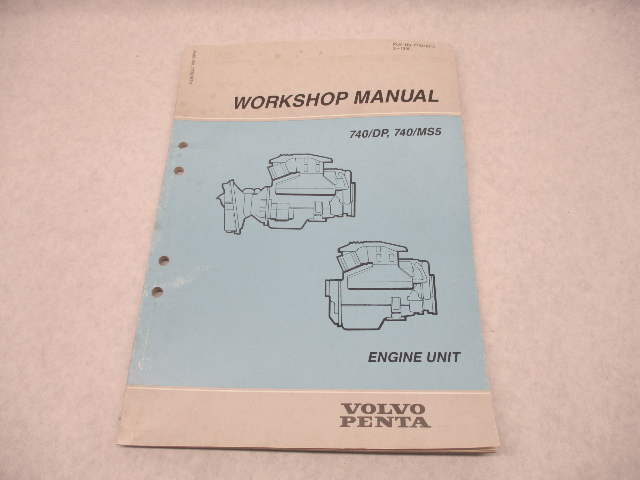 WORKSHOP MANUAL
740/DP, 740/MS5
ENGINE UNIT
VOLVO
PENTA